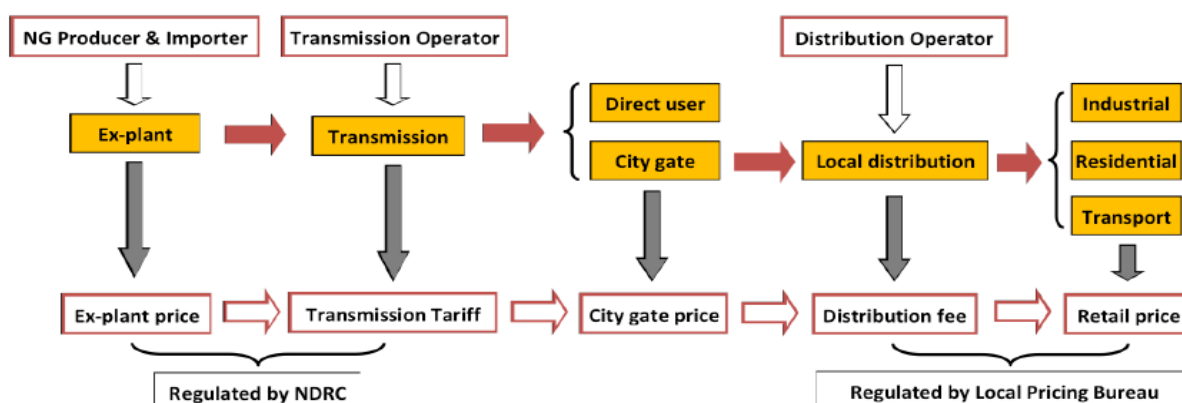 NG Producer & Importer
Transmission Operator
Distribution Operator
Direct user
Industrial
Ex-plant
Transmission
City gate
Local distribution
Residential
Transport
Ex-plant price
Transmission Tariff
City gate price
Distribution fee
Retail price
Regulated by NDRC
Regulated by Local Pricing Bureau